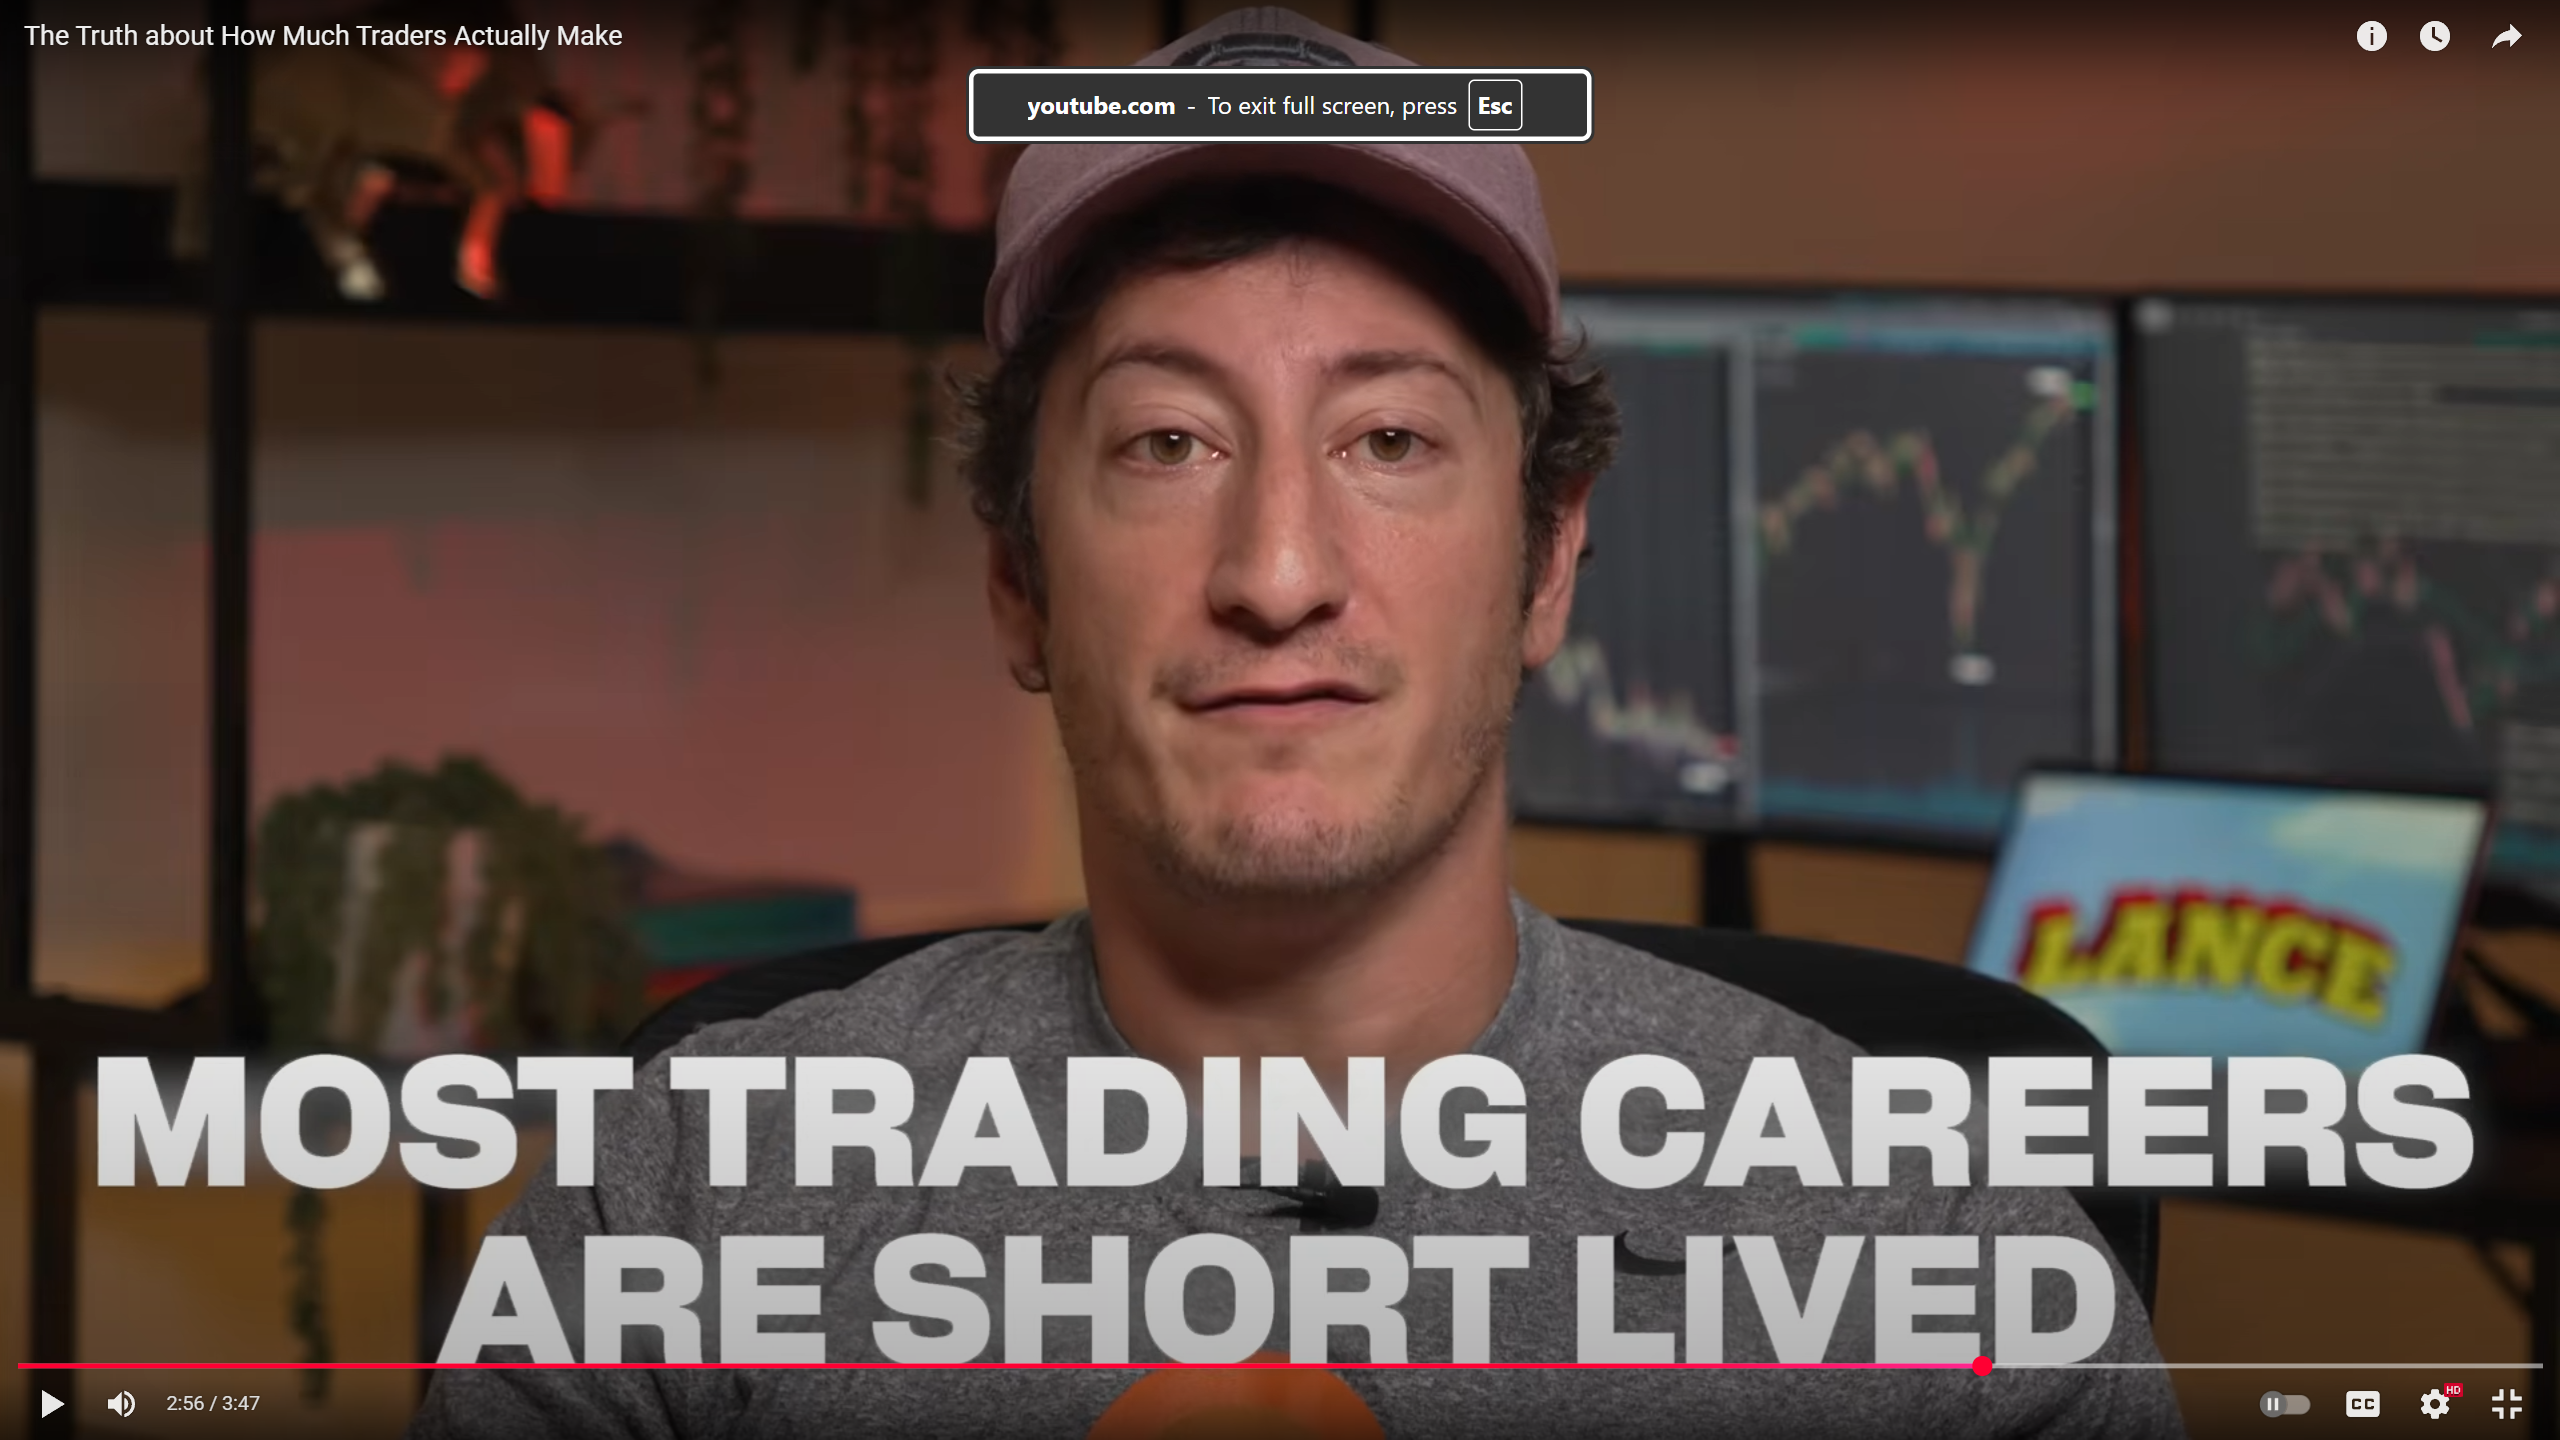 The Truth about How Much Traders Actually Make
youtube.com - To exit full screen, press Esc
LANCE
MOST TRADING CAREERS
ARE SHORT LIVED
2:56 / 3:47
CC
HD